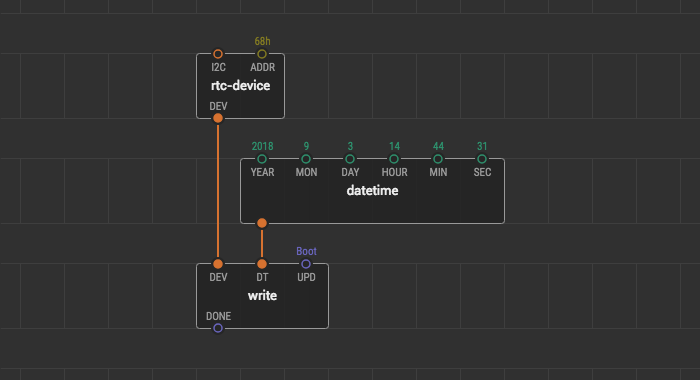 68h
I2C ADDR
rtc-device
DEV
2018 9 3 14 44 31
YEAR MON DAY HOUR MIN SEC
datetime
Boot
DEV DT UPD
write
DONE